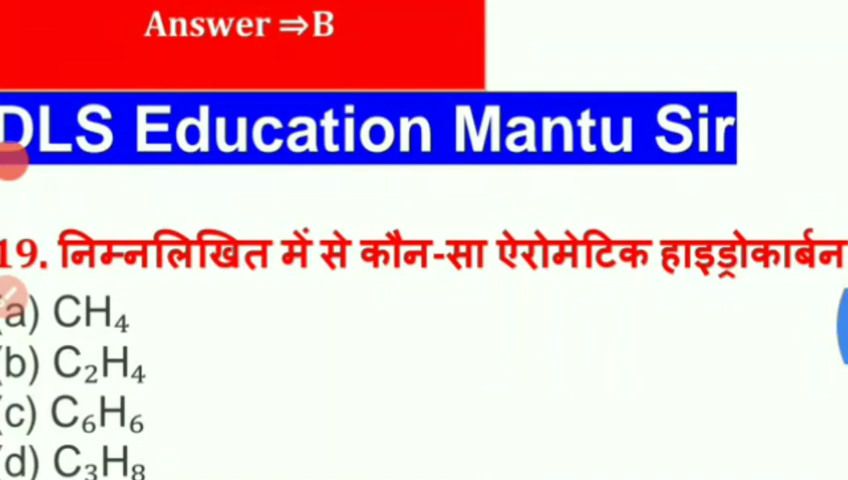 Answer ⇒B
DLS Education Mantu Sir
19. निम्नलिखित में से कौन-सा ऐरोमेटिक हाइड्रोकार्बन
(a) CH₄
(b) C₂H₄
(c) C₆H₆
(d) C₃H₈